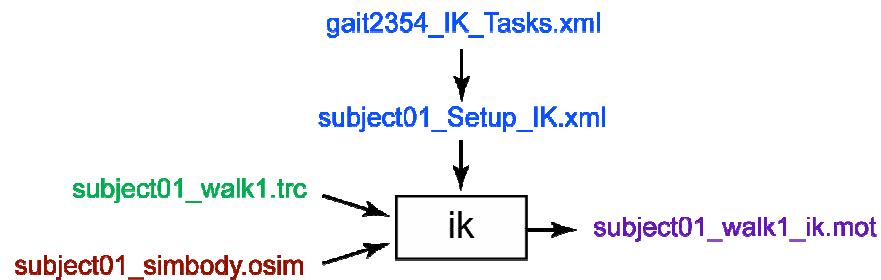 gait2354_IK_Tasks.xml
subject01_Setup_IK.xml
subject01_walk1.trc
ik
subject01_walk1_ik.mot
subject01_simbody.osim